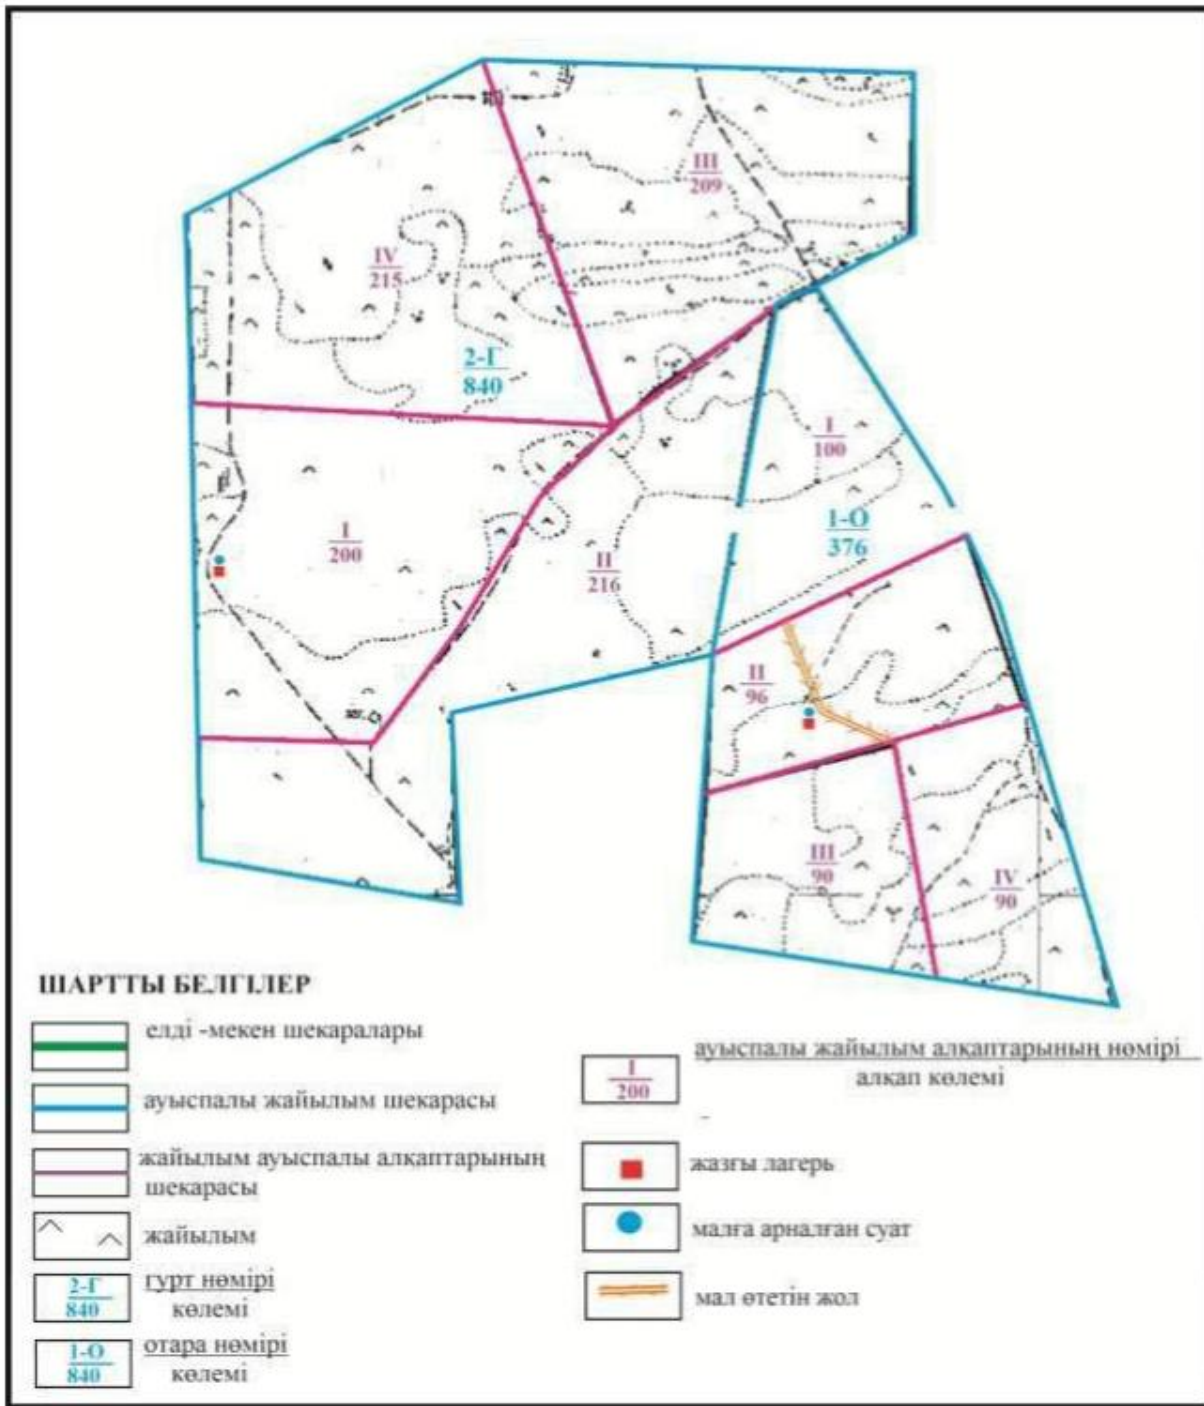 III
209
IV
215
2-Г
840
I
100
1-О
376
I
200
II
216
II
96
III
90
IV
90
ШАРТТЫ БЕЛГІЛЕР
елді -мекен шекаралары
ауыспалы жайылым шекарасы
жайылым ауыспалы алқаптарының
шекарасы
жайылым
2-Г
840
гурт нөмірі
көлемі
1-О
840
отара нөмірі
көлемі
I
200
ауыспалы жайылым алқаптарының нөмірі
алқап көлемі
жазғы лагерь
малға арналған суат
мал өтетін жол